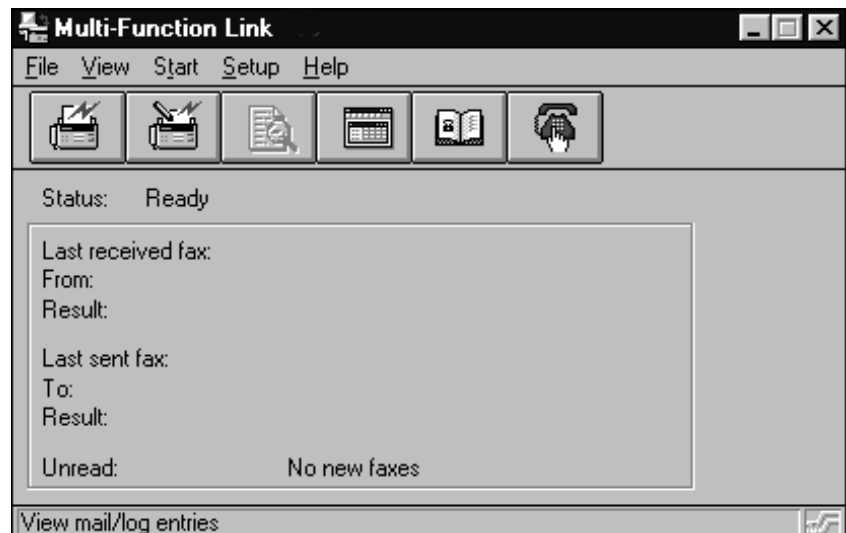 Multi-Function Link
File View Start Setup Help
Status: Ready
Last received fax:
From:
Result:
Last sent fax:
To:
Result:
Unread: No new faxes
View mail/log entries